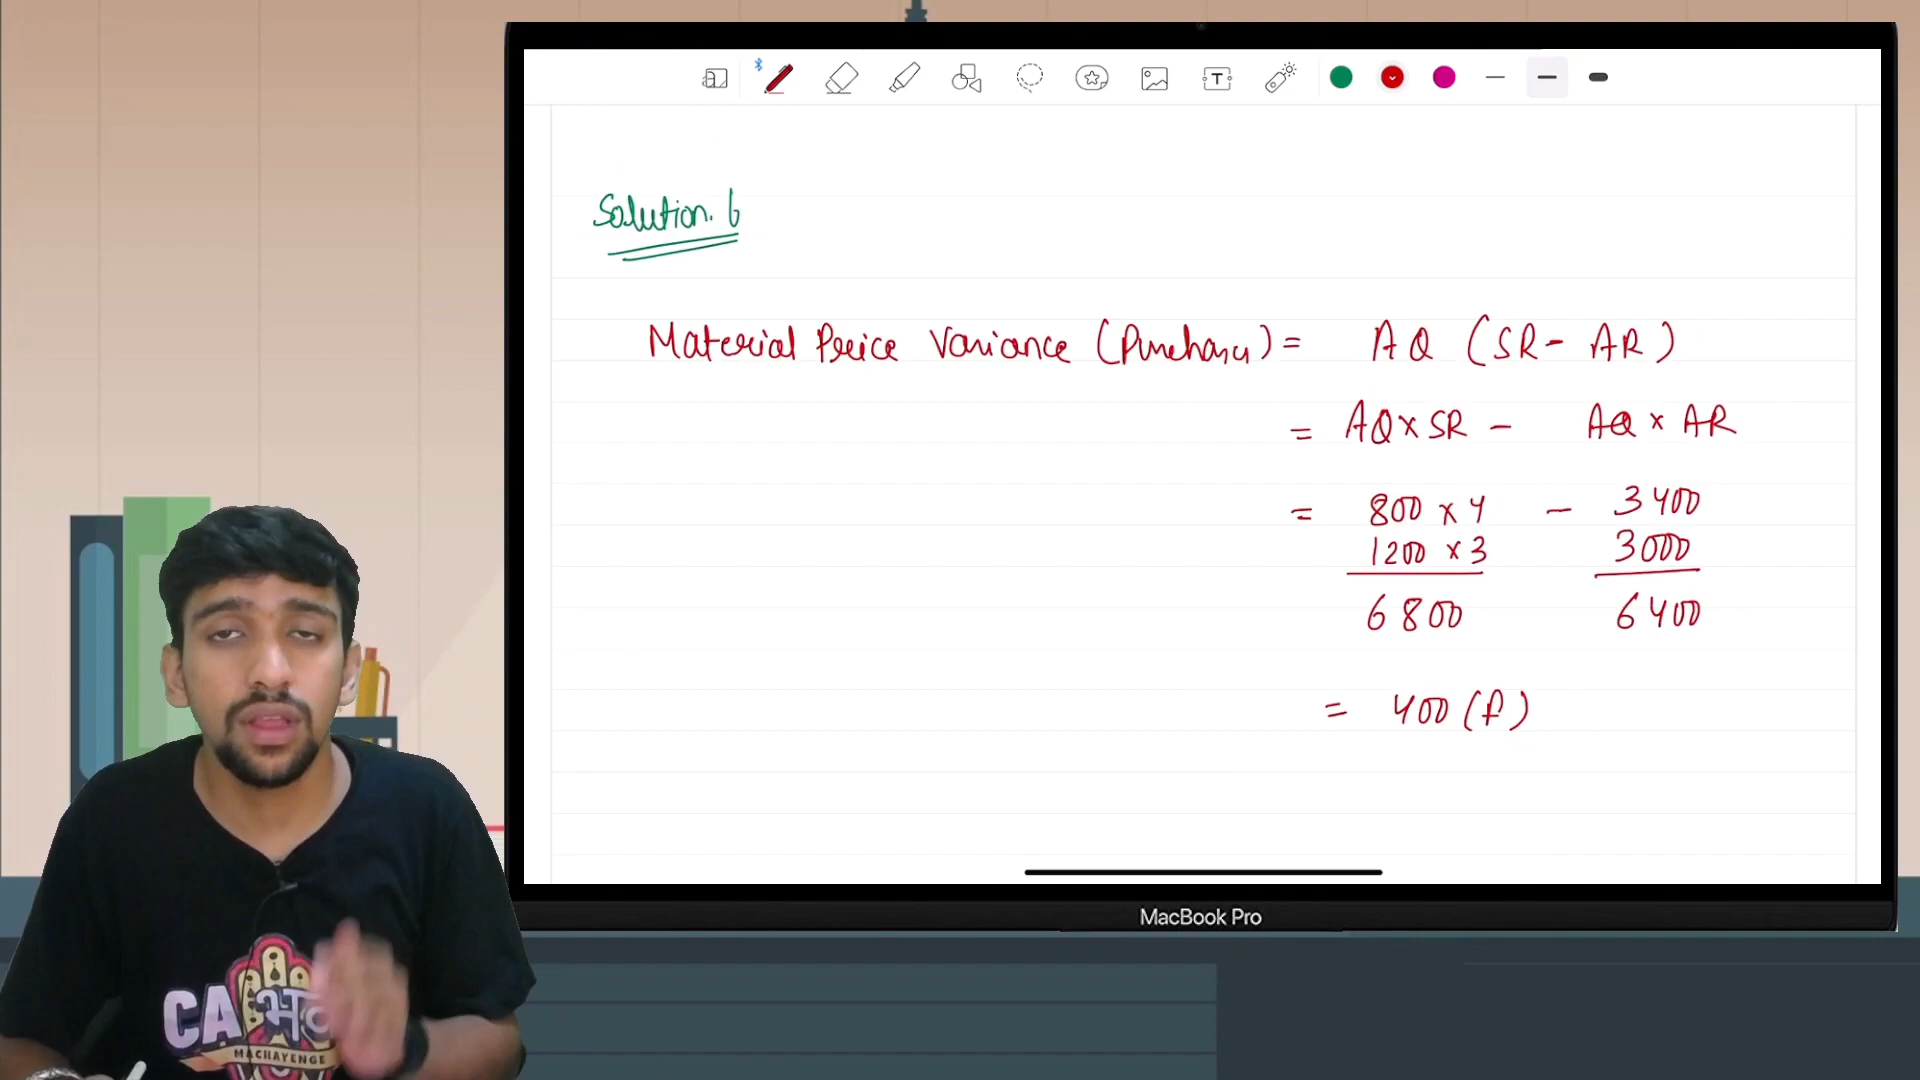 Solution. 6
Material Price Variance (Purchase) = AQ (SR - AR)
= AQ × SR - AQ × AR
= 800 × 4 - 3400
1200 × 3 3000
6800 6400
= 400 (f)
MacBook Pro
CA भाई
MACHAYENGE